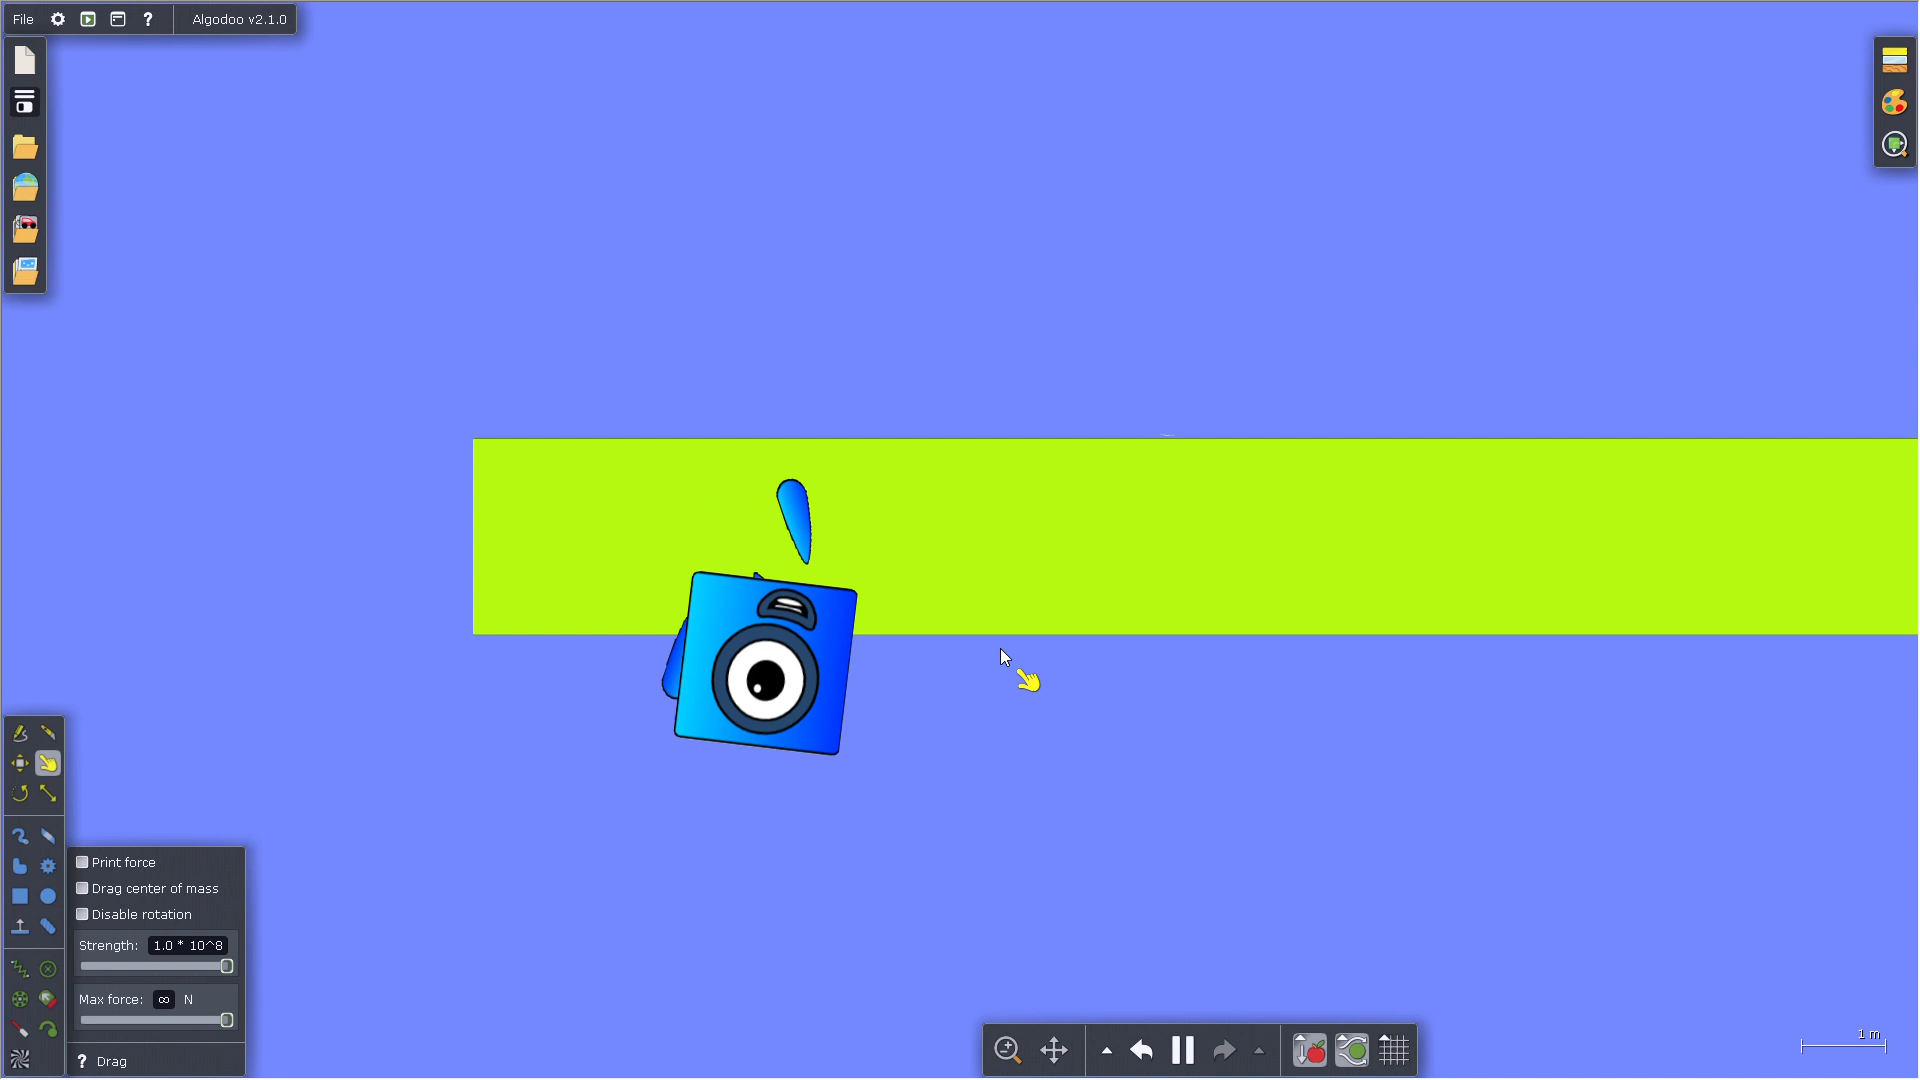 File ? Algodoo v2.1.0
Print force
Drag center of mass
Disable rotation
Strength: 1.0 * 10^8
Max force: ∞ N
? Drag
1 m